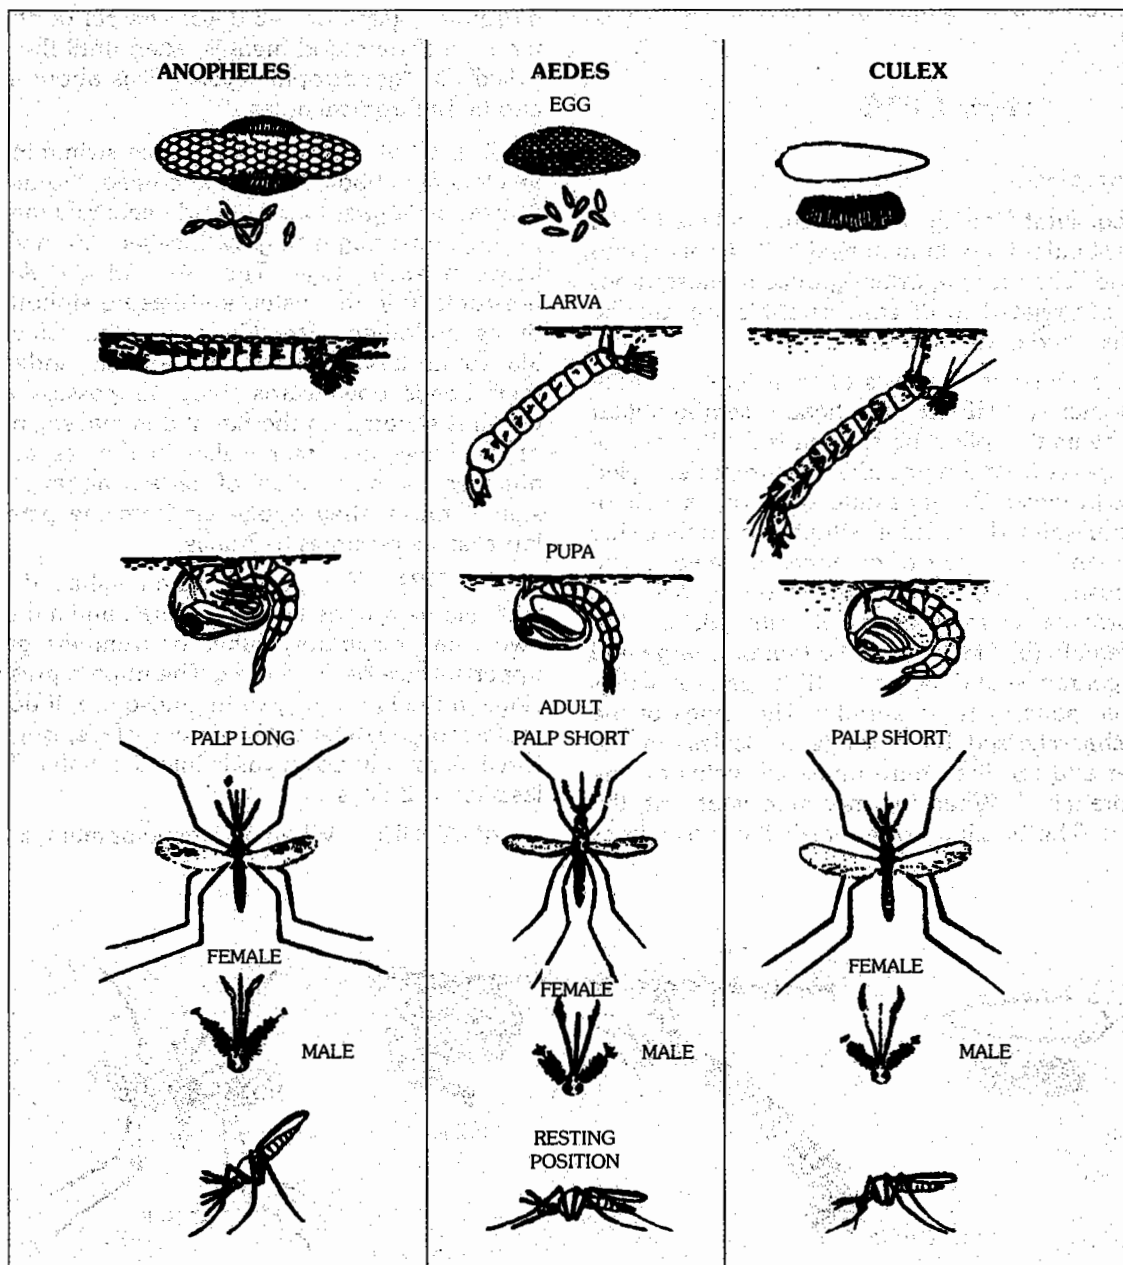 ANOPHELES AEDES CULEX
EGG
LARVA
PUPA
ADULT
PALP LONG PALP SHORT PALP SHORT
FEMALE FEMALE FEMALE
MALE MALE MALE
RESTING
POSITION